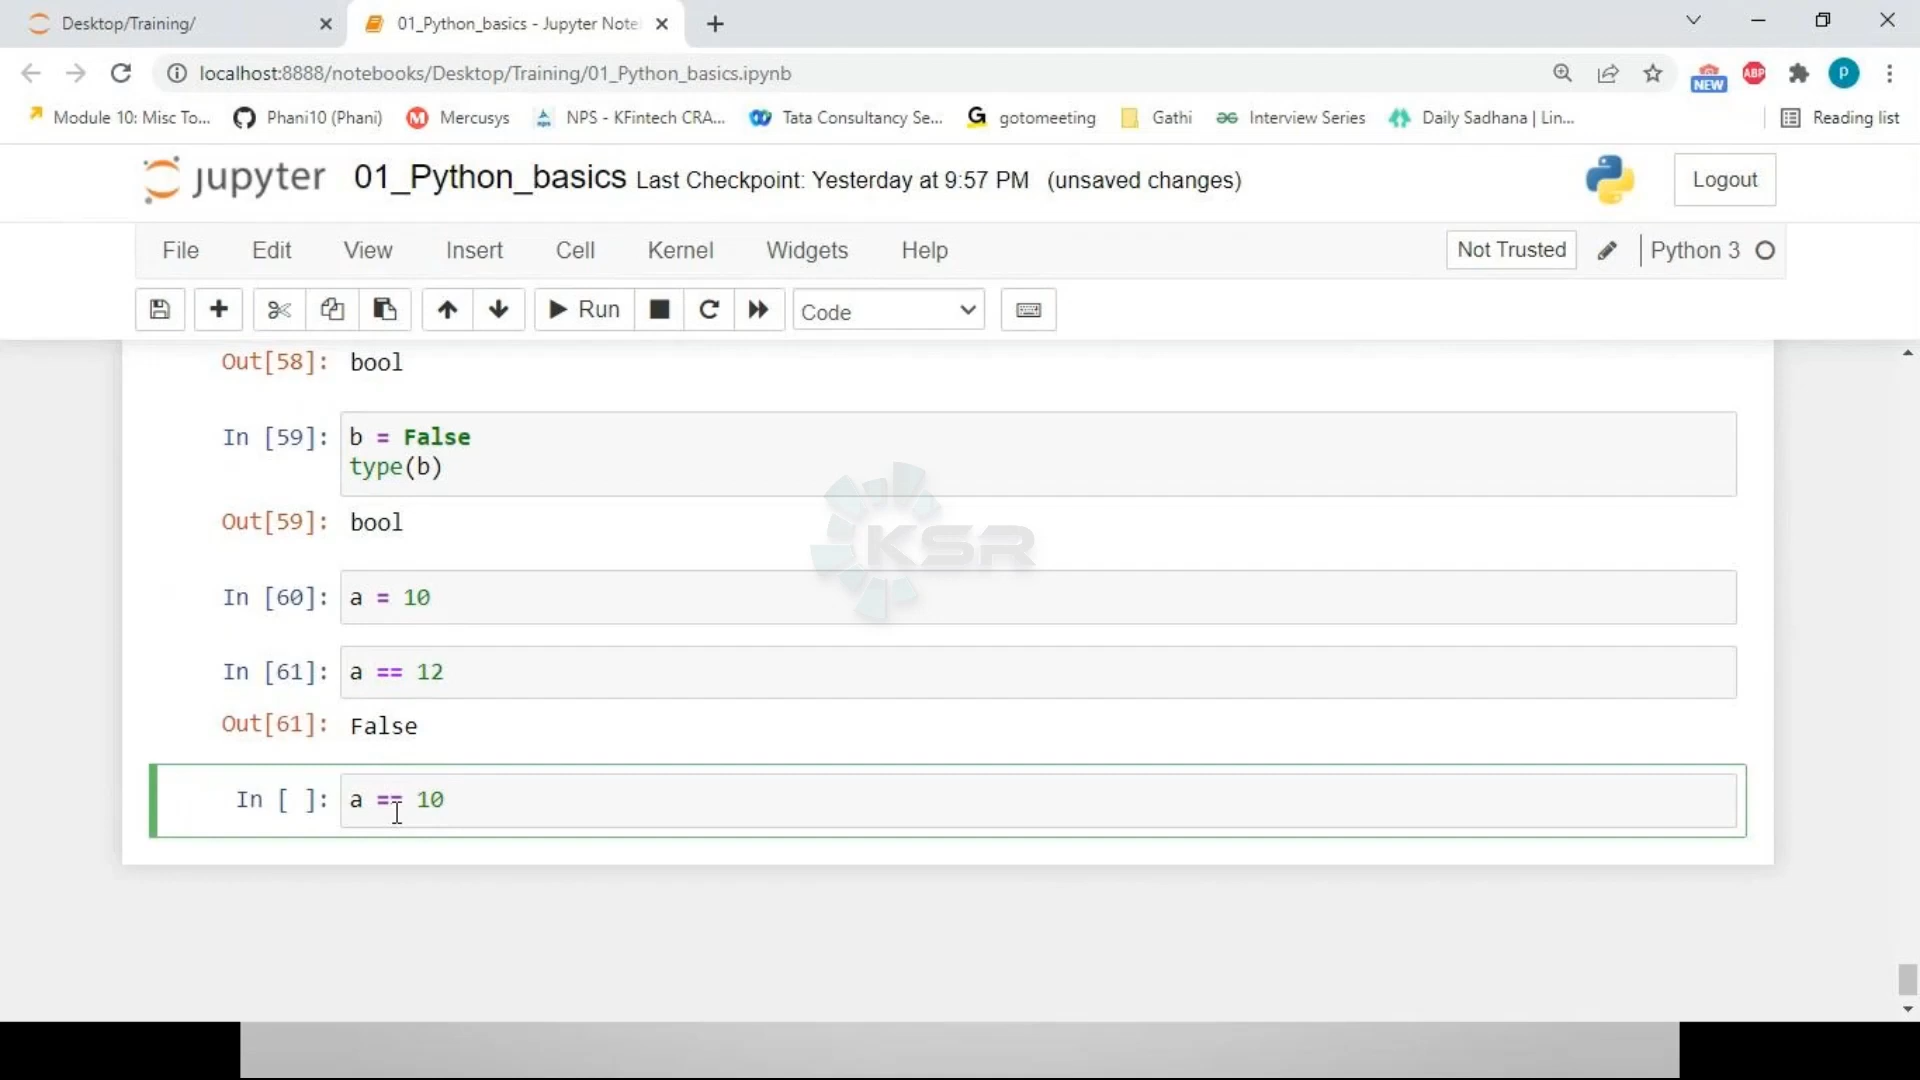 Desktop/Training/
01_Python_basics - Jupyter Note
localhost:8888/notebooks/Desktop/Training/01_Python_basics.ipynb
NEW
ABP
P
Module 10: Misc To...
Phani10 (Phani)
Mercusys
NPS - KFintech CRA...
Tata Consultancy Se...
gotomeeting
Gathi
Interview Series
Daily Sadhana | Lin...
Reading list
jupyter 01_Python_basics Last Checkpoint: Yesterday at 9:57 PM (unsaved changes)
Logout
File Edit View Insert Cell Kernel Widgets Help
Not Trusted
Python 3
Run
Code
Out[58]: bool
In [59]: b = False
type(b)
Out[59]: bool
KSR
In [60]: a = 10
In [61]: a == 12
Out[61]: False
In [ ]: a == 10